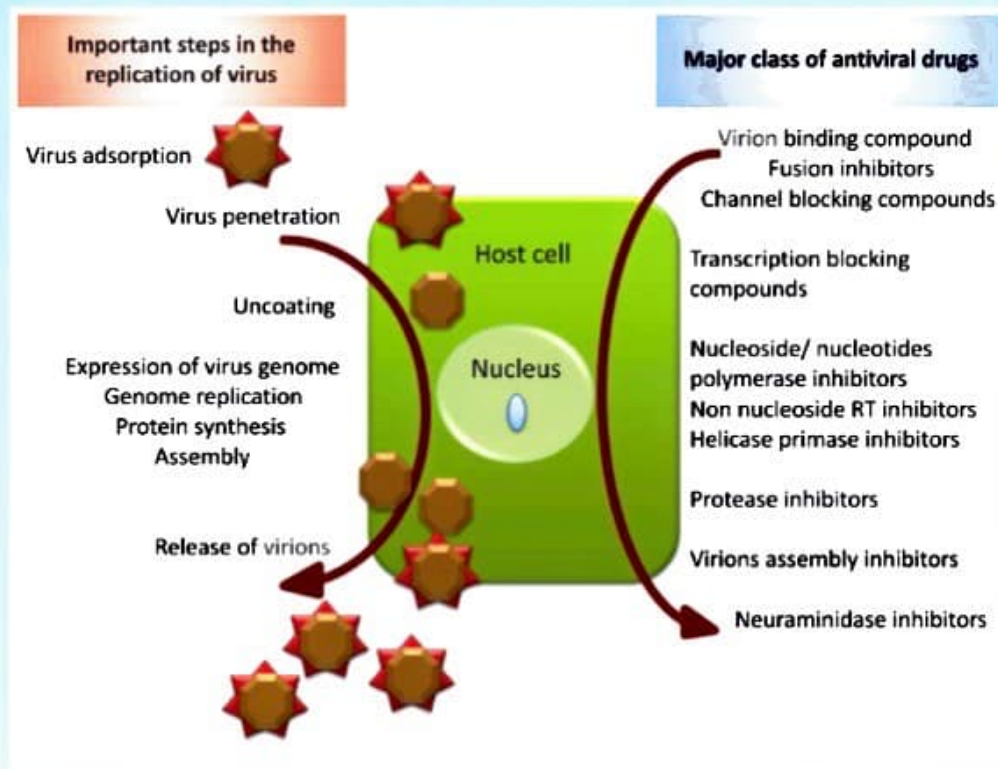 Important steps in the
replication of virus
Major class of antiviral drugs
Virus adsorption
Virus penetration
Uncoating
Expression of virus genome
Genome replication
Protein synthesis
Assembly
Release of virions
Host cell
Nucleus
Virion binding compound
Fusion inhibitors
Channel blocking compounds
Transcription blocking
compounds
Nucleoside/ nucleotides
polymerase inhibitors
Non nucleoside RT inhibitors
Helicase primase inhibitors
Protease inhibitors
Virions assembly inhibitors
Neuraminidase inhibitors